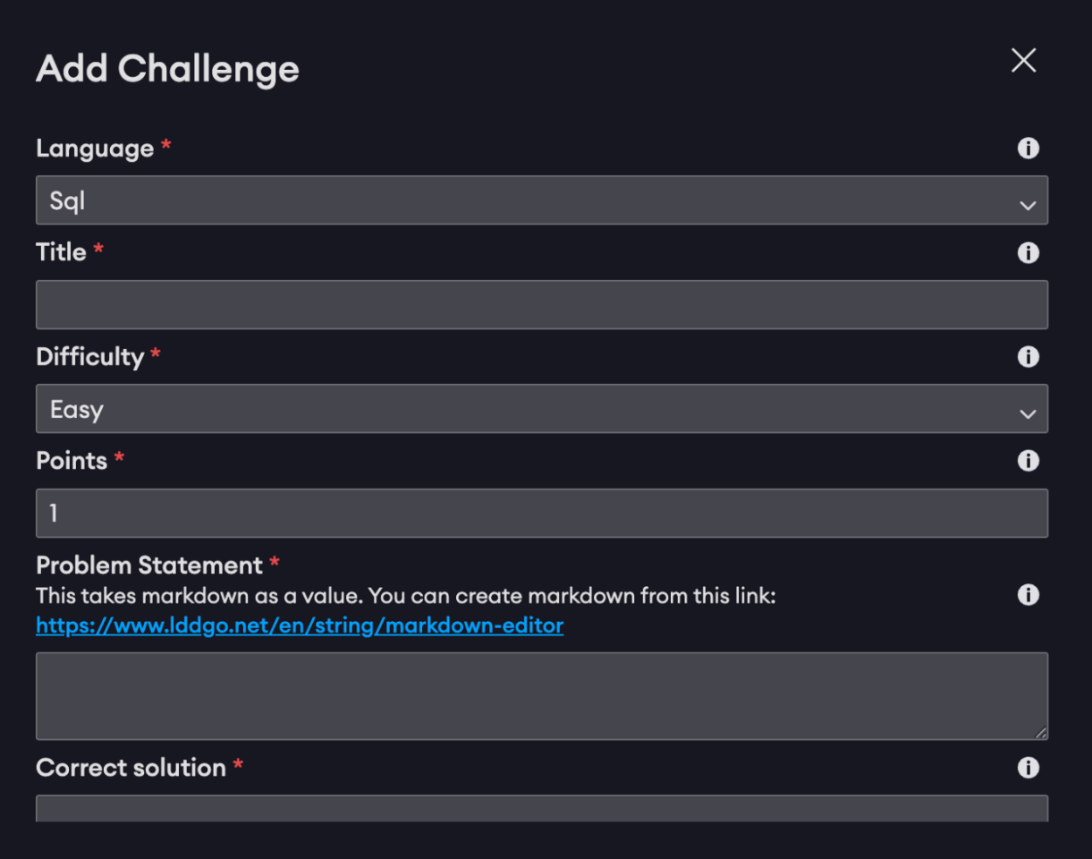 Add Challenge
Language *
Sql
Title *
Difficulty *
Easy
Points *
1
Problem Statement *
This takes markdown as a value. You can create markdown from this link:
https://www.lddgo.net/en/string/markdown-editor
Correct solution *